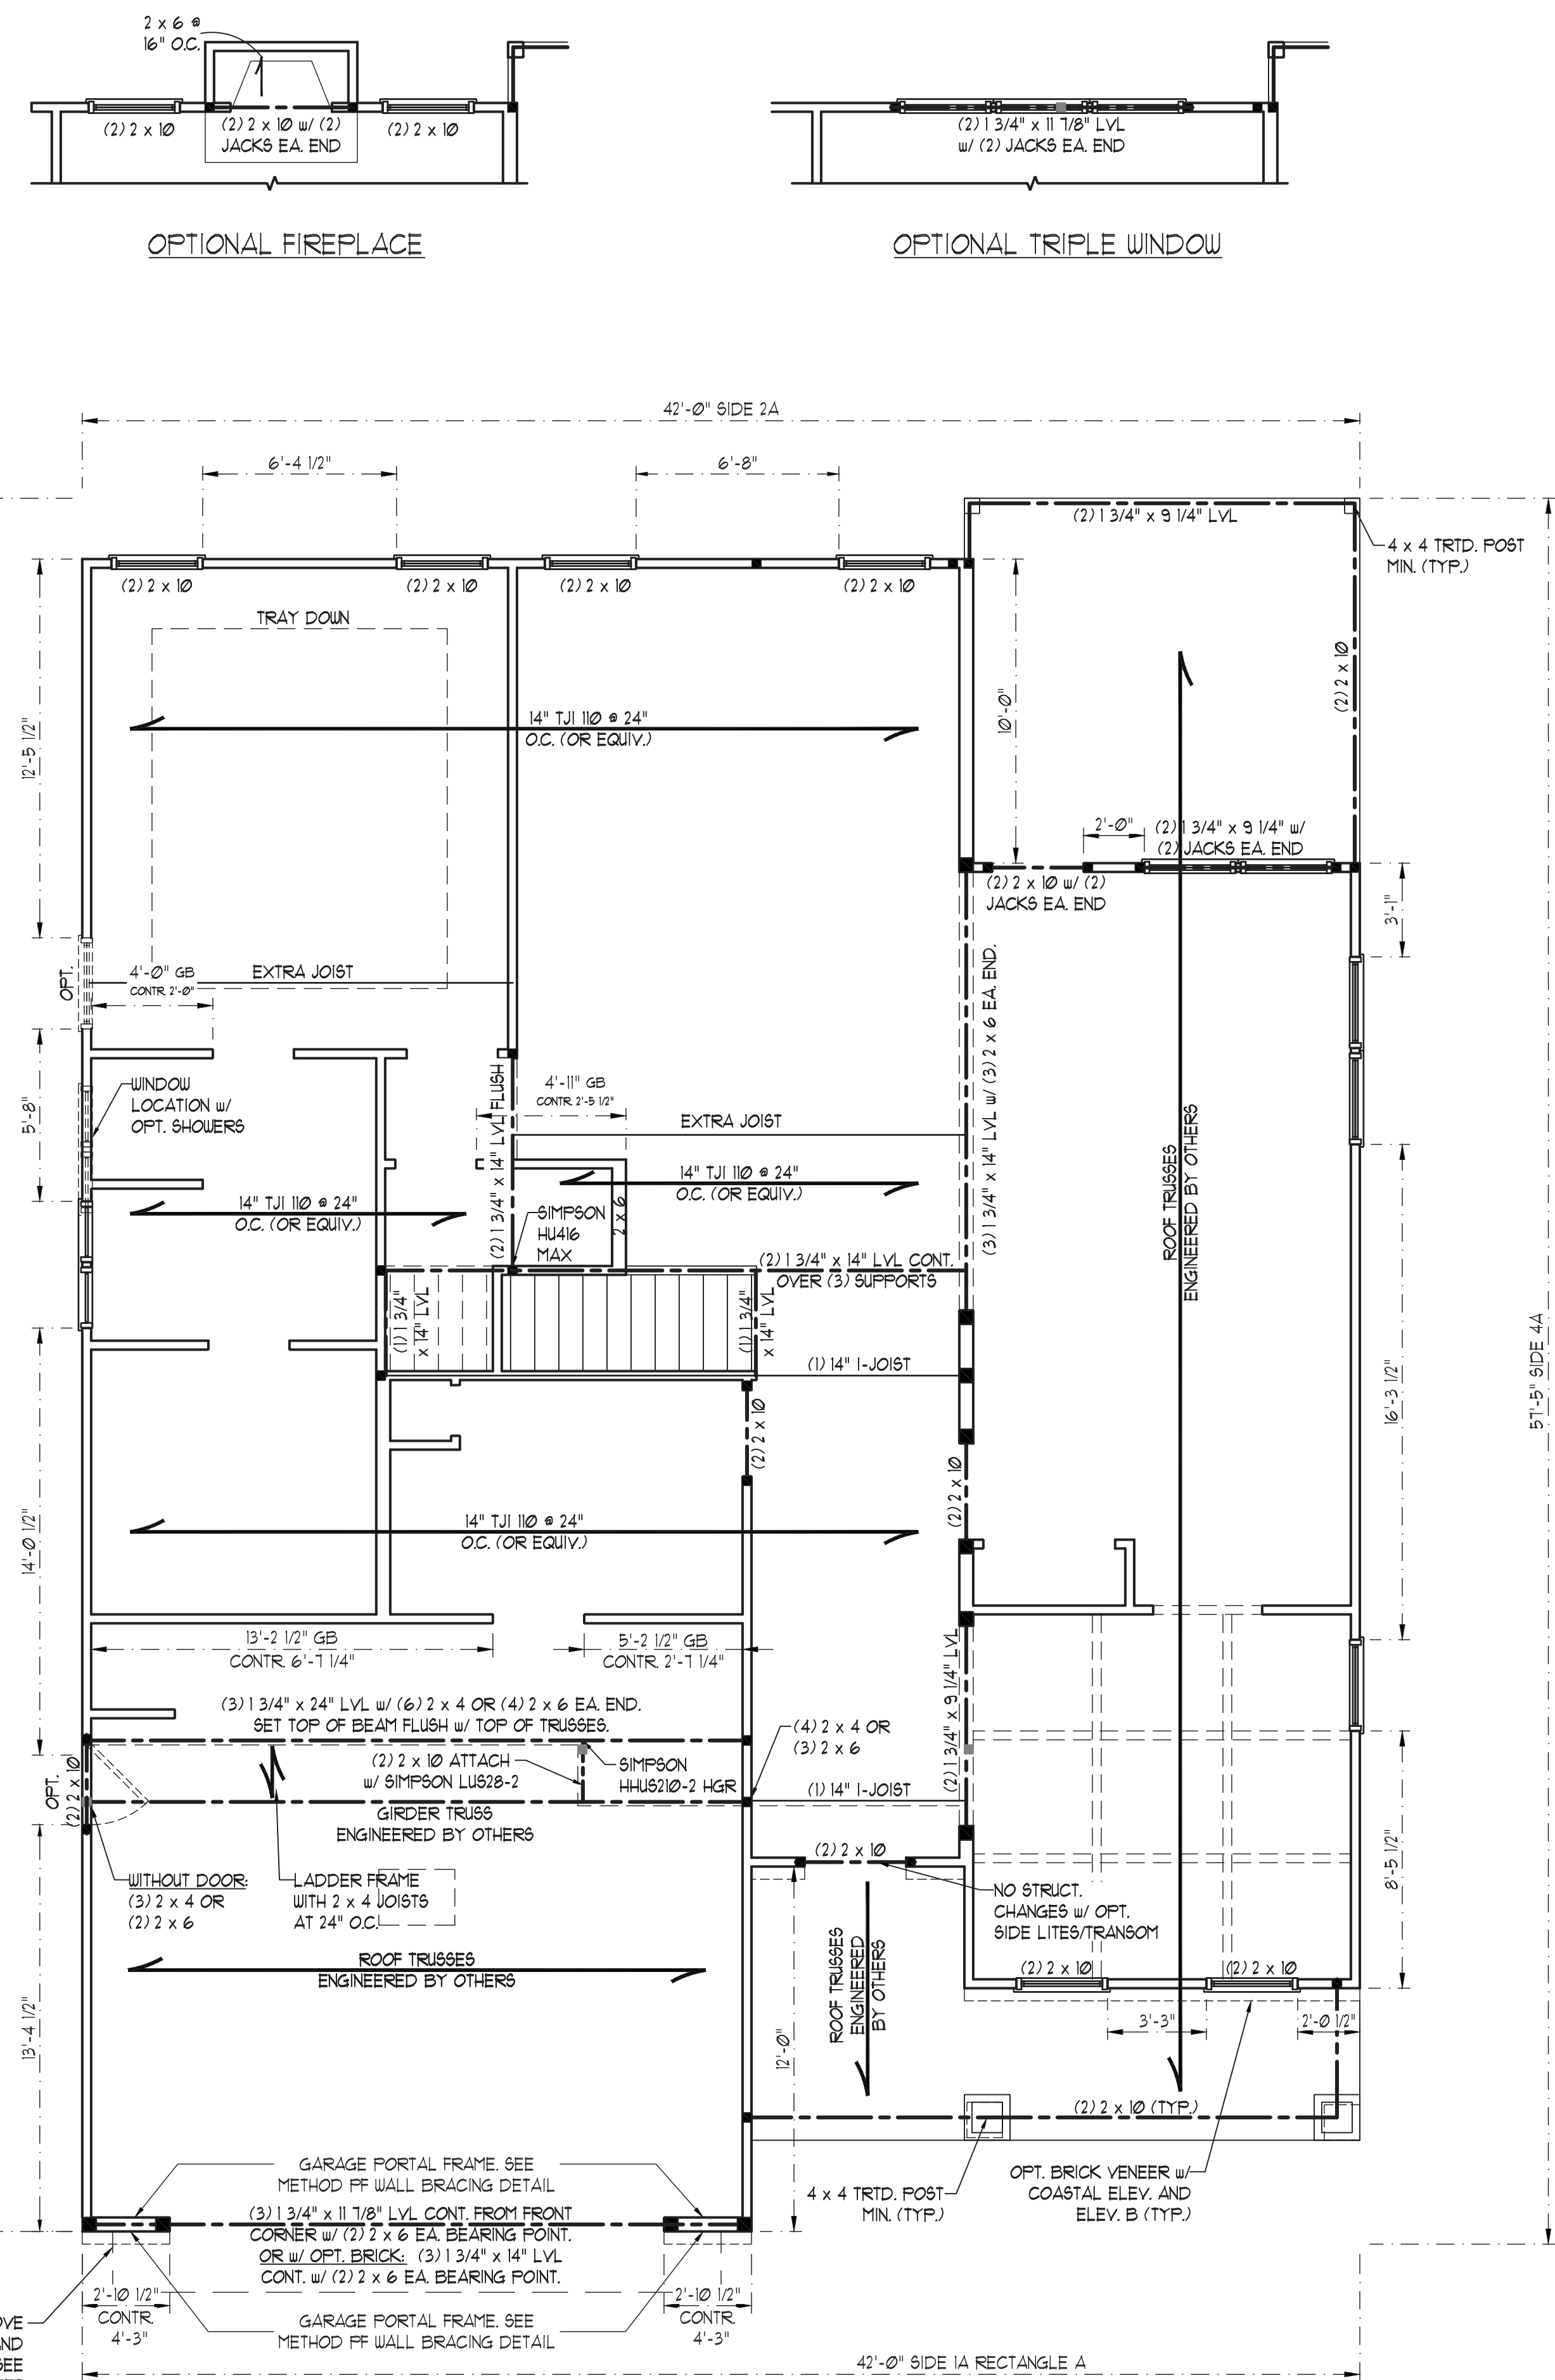 2 x 6 @
16" O.C.
(2) 2 x 10
(2) 2 x 10 w/ (2)
JACKS EA. END
(2) 2 x 10
OPTIONAL FIREPLACE
(2) 1 3/4" x 11 7/8" LVL
w/ (2) JACKS EA. END
OPTIONAL TRIPLE WINDOW
42'-0" SIDE 2A
6'-4 1/2"
6'-8"
(2) 1 3/4" x 9 1/4" LVL
4 x 4 TRTD. POST
MIN. (TYP.)
(2) 2 x 10
(2) 2 x 10
(2) 2 x 10
(2) 2 x 10
TRAY DOWN
(2) 2 x 10
12'-5 1/2"
14" TJI 110 @ 24"
O.C. (OR EQUIV.)
10'-0"
2'-0"
(2) 1 3/4" x 9 1/4" w/
(2) JACKS EA. END
(2) 2 x 10 w/ (2)
JACKS EA. END
3'-1"
OPT.
4'-0" GB
CONTR. 2'-0"
EXTRA JOIST
(3) 1 3/4" x 14" LVL w/ (3) 2 x 6 EA. END.
WINDOW
LOCATION w/
OPT. SHOWERS
5'-8"
(2) 1 3/4" x 14" LVL FLUSH
4'-11" GB
CONTR. 2'-5 1/2"
EXTRA JOIST
14" TJI 110 @ 24"
O.C. (OR EQUIV.)
14" TJI 110 @ 24"
O.C. (OR EQUIV.)
SIMPSON
HU416
MAX
2 x 6
ROOF TRUSSES
ENGINEERED BY OTHERS
(2) 1 3/4" x 14" LVL CONT.
OVER (3) SUPPORTS
(1) 1 3/4"
x 14" LVL
(1) 1 3/4"
x 14" LVL
(1) 14" I-JOIST
16'-3 1/2"
57'-5" SIDE 4A
(2) 2 x 10
(2) 2 x 10
14'-0 1/2"
14" TJI 110 @ 24"
O.C. (OR EQUIV.)
13'-2 1/2" GB
CONTR. 6'-7 1/4"
5'-2 1/2" GB
CONTR. 2'-7 1/4"
(3) 1 3/4" x 24" LVL w/ (6) 2 x 4 OR (4) 2 x 6 EA. END.
SET TOP OF BEAM FLUSH w/ TOP OF TRUSSES.
(2) 1 3/4" x 9 1/4" LVL
(4) 2 x 4 OR
(3) 2 x 6
OPT.
(2) 2 x 10
(2) 2 x 10 ATTACH
w/ SIMPSON LUS28-2
SIMPSON
HHUS210-2 HGR
(1) 14" I-JOIST
GIRDER TRUSS
ENGINEERED BY OTHERS
(2) 2 x 10
WITHOUT DOOR:
(3) 2 x 4 OR
(2) 2 x 6
LADDER FRAME
WITH 2 x 4 JOISTS
AT 24" O.C.
NO STRUCT.
CHANGES w/ OPT.
SIDE LITES/TRANSOM
8'-5 1/2"
ROOF TRUSSES
ENGINEERED BY OTHERS
ROOF TRUSSES
ENGINEERED
BY OTHERS
(2) 2 x 10
(2) 2 x 10
3'-3"
2'-0 1/2"
13'-4 1/2"
12'-0"
(2) 2 x 10 (TYP.)
GARAGE PORTAL FRAME. SEE
METHOD PF WALL BRACING DETAIL
4 x 4 TRTD. POST
MIN. (TYP.)
OPT. BRICK VENEER w/
COASTAL ELEV. AND
ELEV. B (TYP.)
(3) 1 3/4" x 11 7/8" LVL CONT. FROM FRONT
CORNER w/ (2) 2 x 6 EA. BEARING POINT.
OR w/ OPT. BRICK: (3) 1 3/4" x 14" LVL
CONT. w/ (2) 2 x 6 EA. BEARING POINT.
2'-10 1/2"
CONTR.
4'-3"
2'-10 1/2"
CONTR.
4'-3"
GARAGE PORTAL FRAME. SEE
METHOD PF WALL BRACING DETAIL
OVE
ND
SEE
42'-0" SIDE 1A RECTANGLE A